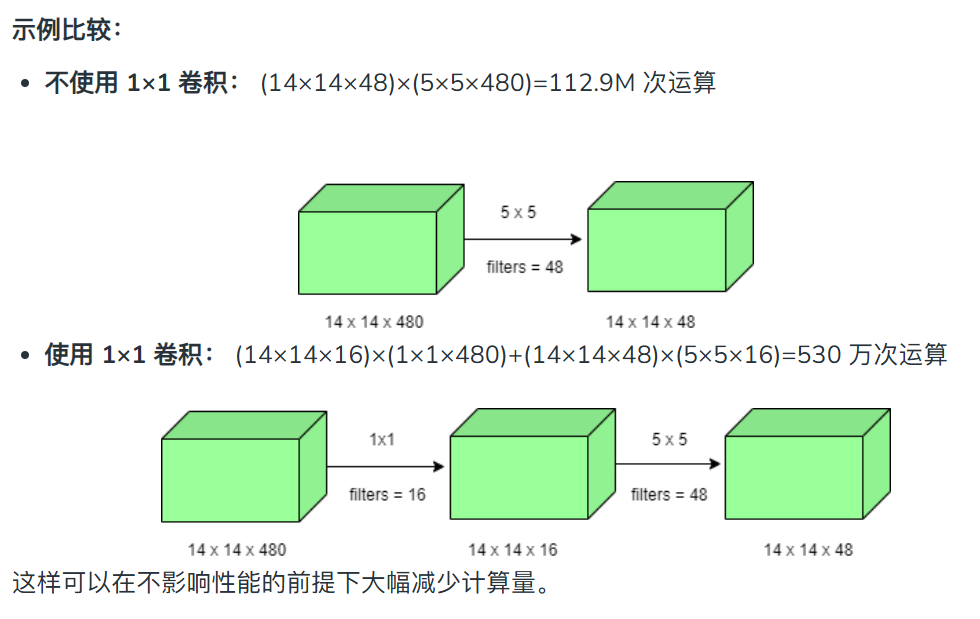 示例比较：
• 不使用 1×1 卷积： (14×14×48)×(5×5×480)=112.9M 次运算
5 x 5
filters = 48
14 x 14 x 480
14 x 14 x 48
• 使用 1×1 卷积： (14×14×16)×(1×1×480)+(14×14×48)×(5×5×16)=530 万次运算
1x1
5 x 5
filters = 16
filters = 48
14 x 14 x 480
14 x 14 x 16
14 x 14 x 48
这样可以在不影响性能的前提下大幅减少计算量。